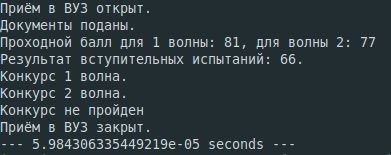 Приём в ВУЗ открыт.
Документы поданы.
Проходной балл для 1 волны: 81, для волны 2: 77
Результат вступительных испытаний: 66.
Конкурс 1 волна.
Конкурс 2 волна.
Конкурс не пройден
Приём в ВУЗ закрыт.
--- 5.984306335449219e-05 seconds ---